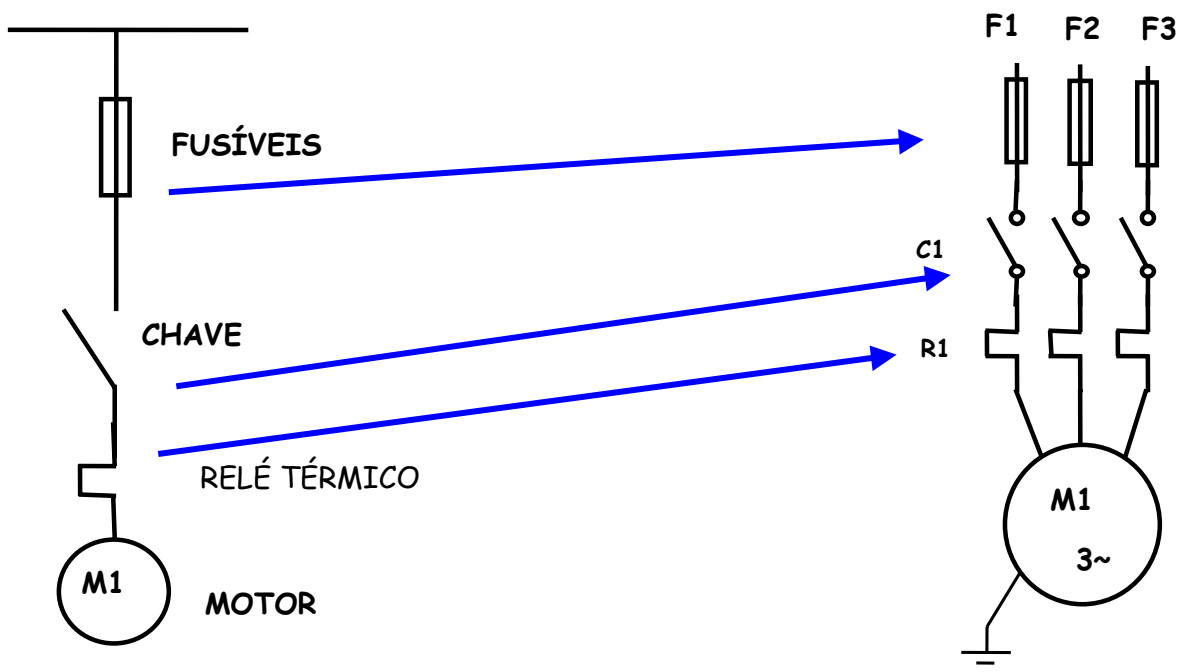 F1 F2 F3
FUSÍVEIS
C1
CHAVE
R1
RELÉ TÉRMICO
M1
3~
M1
MOTOR